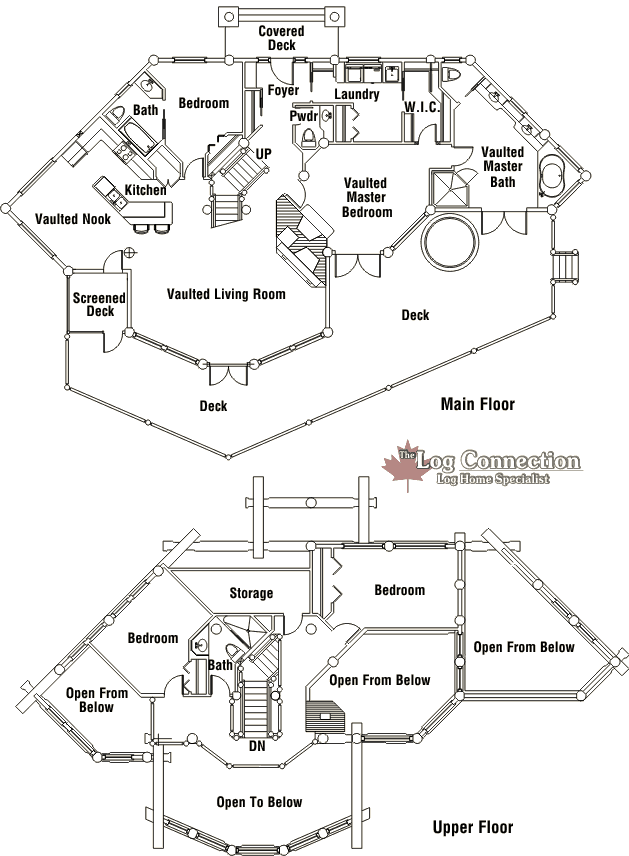 Covered
Deck
Foyer
Bath
Bedroom
Laundry
W.I.C.
Pwdr
UP
Vaulted
Master
Bath
Kitchen
Vaulted
Master
Bedroom
Vaulted Nook
Screened
Deck
Vaulted Living Room
Deck
Deck
Main Floor
The Log Connection
Log Home Specialist
Storage
Bedroom
Bedroom
Bath
Open From Below
Open From
Below
Open From Below
DN
Open To Below
Upper Floor